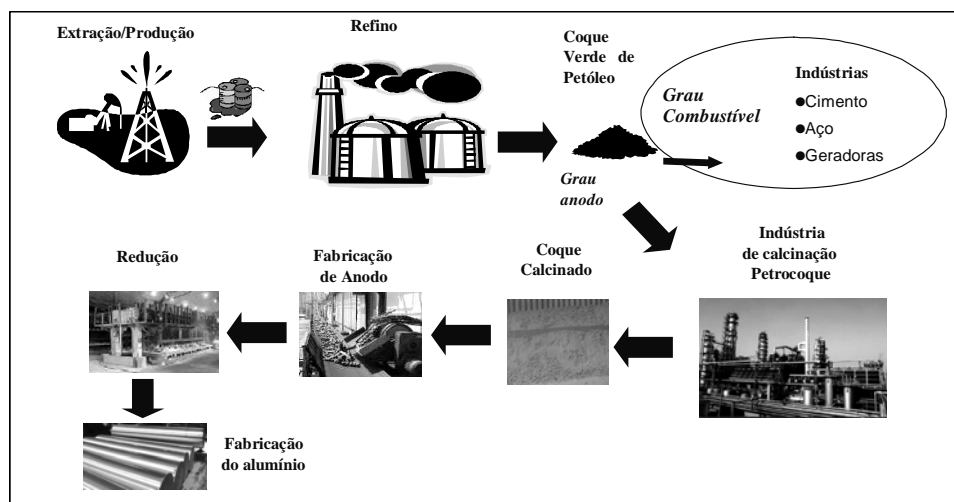 Extração/Produção
Refino
Coque
Verde de
Petóleo
Grau
Combustível
Indústrias
●Cimento
●Aço
●Geradoras
Grau
anodo
Redução
Fabricação
de Anodo
Coque
Calcinado
Indústria
de calcinação
Petrocoque
Fabricação
do alumínio